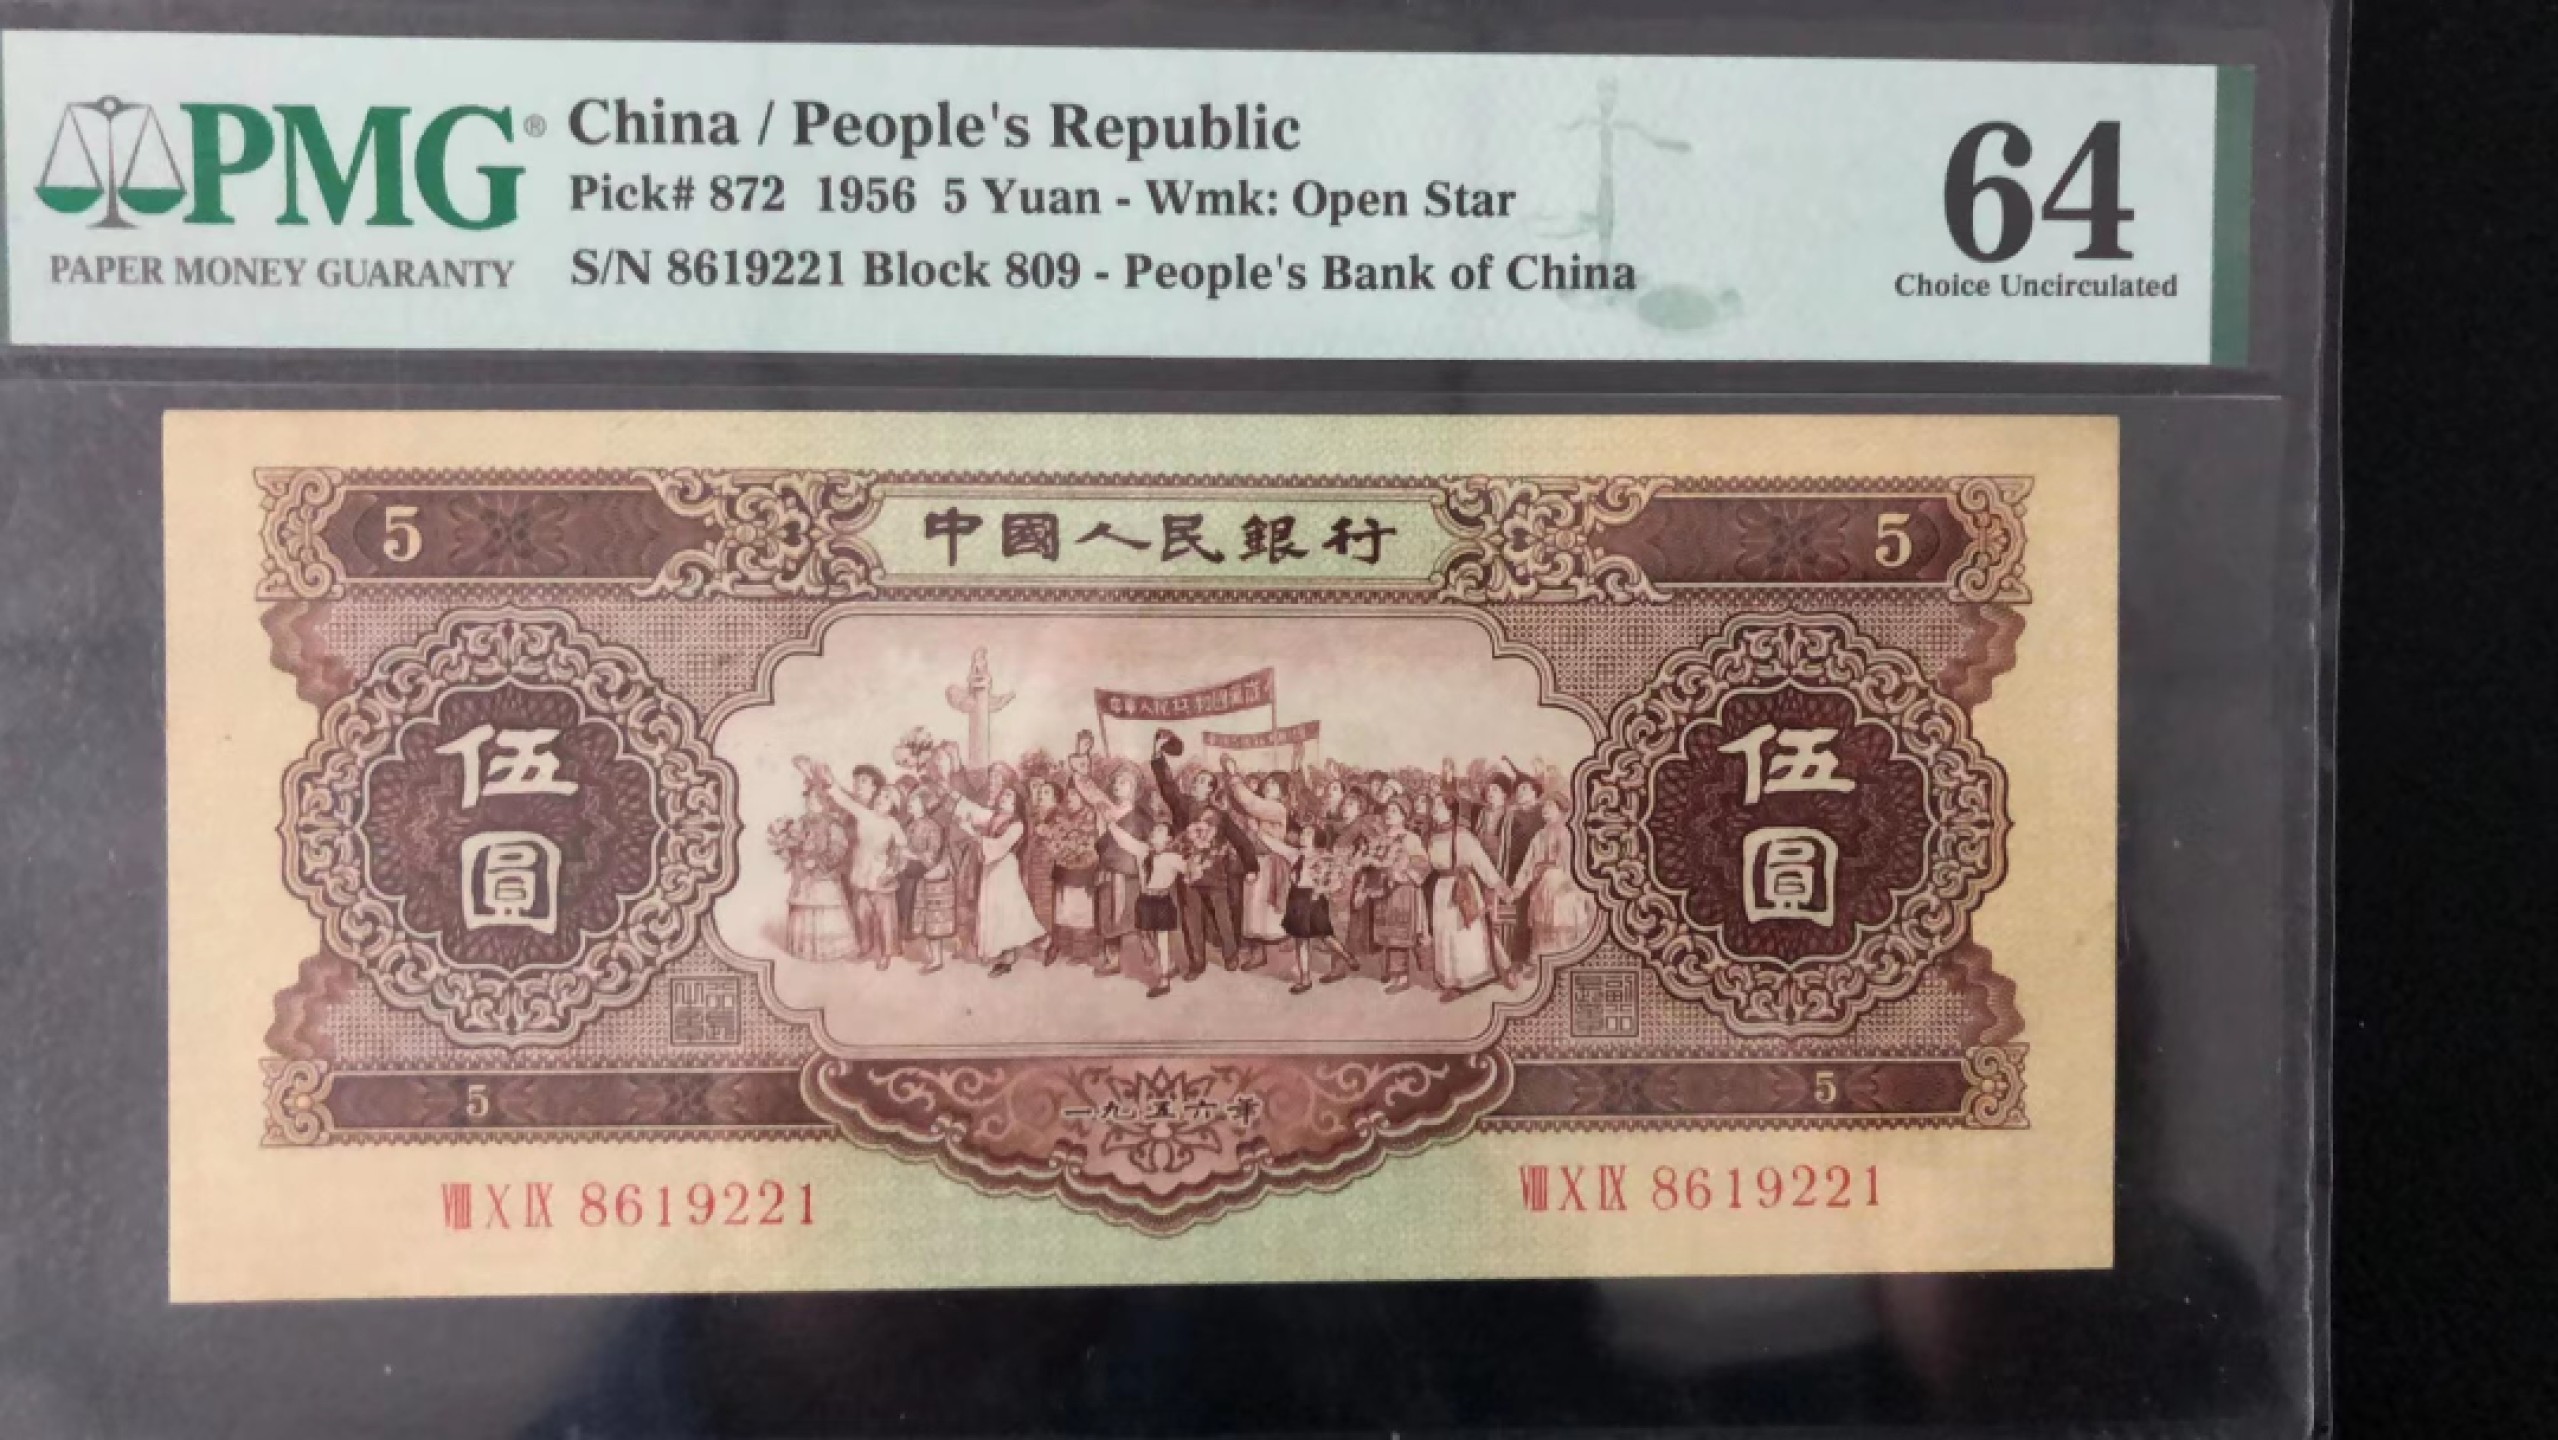 PMG®
PAPER MONEY GUARANTY
China / People's Republic
Pick# 872 1956 5 Yuan - Wmk: Open Star
S/N 8619221 Block 809 - People's Bank of China
64
Choice Uncirculated
5 中國人民銀行 5
伍圓
伍圓
5 一九五六年 5
VIII X IX 8619221
VIII X IX 8619221